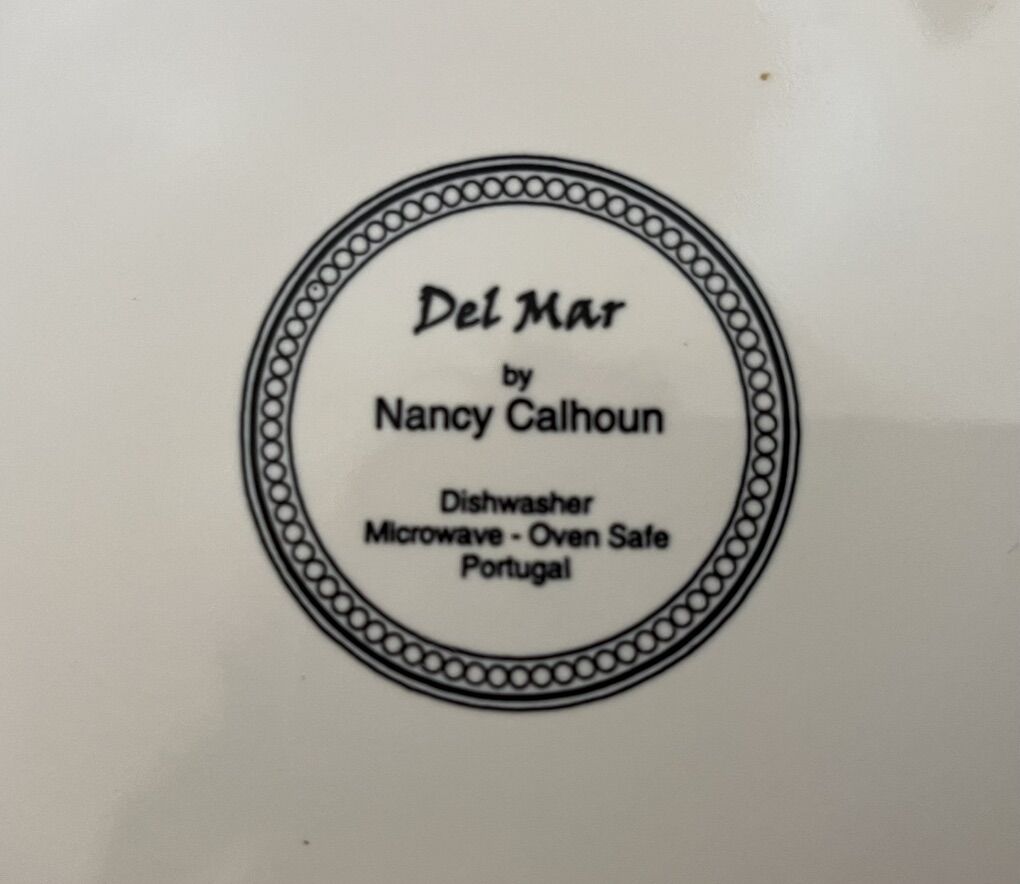 Del Mar
by
Nancy Calhoun
Dishwasher
Microwave - Oven Safe
Portugal